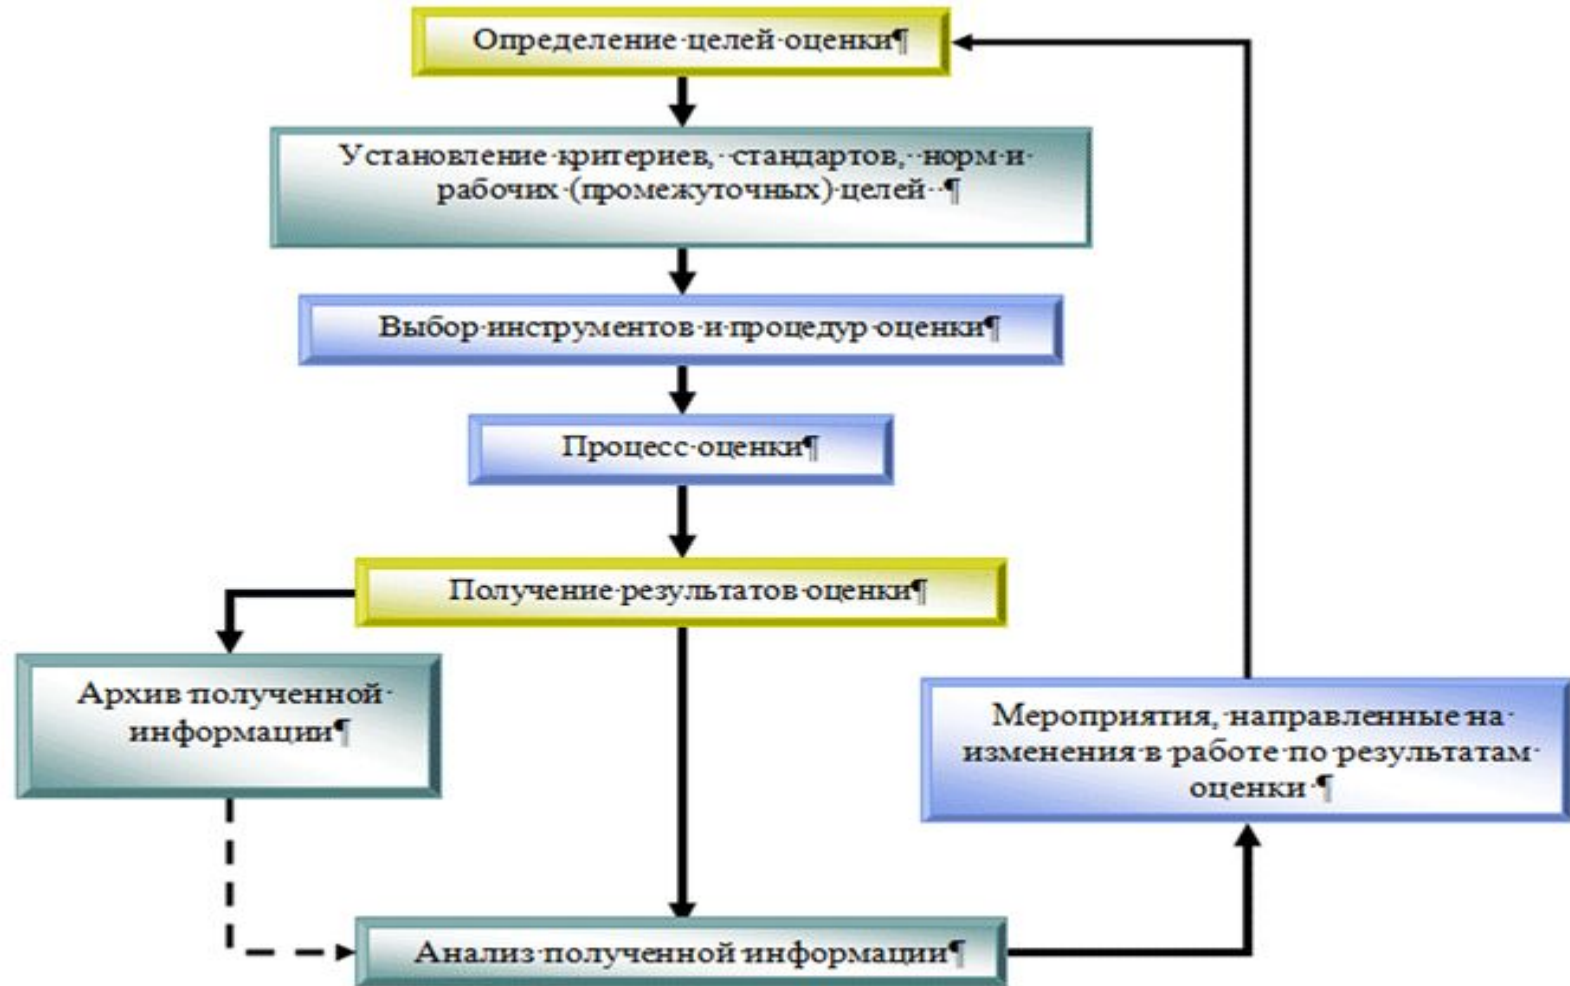 Определение·целей·оценки¶
Установление·критериев,··стандартов,··норм·и·
рабочих·(промежуточных)·целей··¶
Выбор·инструментов·и·процедур·оценки¶
Процесс·оценки¶
Получение·результатов·оценки¶
Архив·полученной·
информации¶
Мероприятия,·направленные·на·
изменения·в·работе·по·результатам·
оценки·¶
Анализ·полученной·информации¶